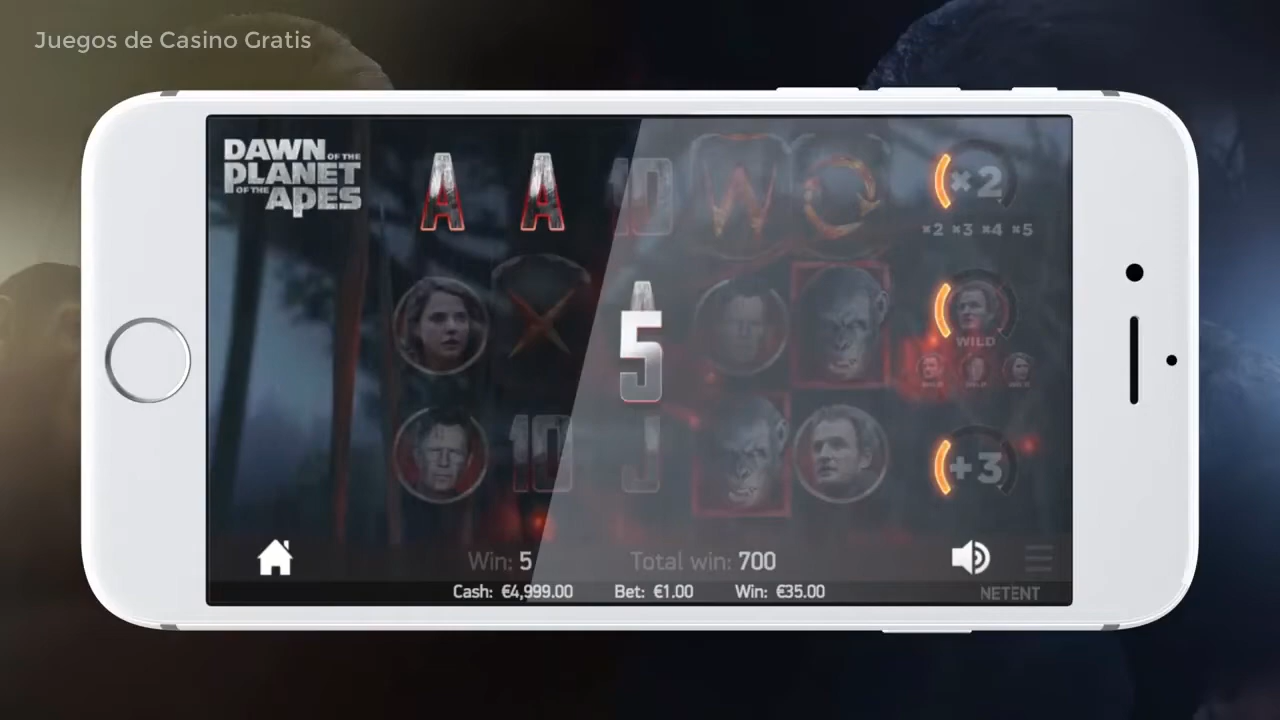 Juegos de Casino Gratis
DAWN OF THE
PLANET
OF THE APES
A A 10 W
×2
×2 ×3 ×4 ×5
5
WILD
10 J
+3
Win: 5 Total win: 700
Cash: €4,999.00 Bet: €1.00 Win: €35.00
NETENT